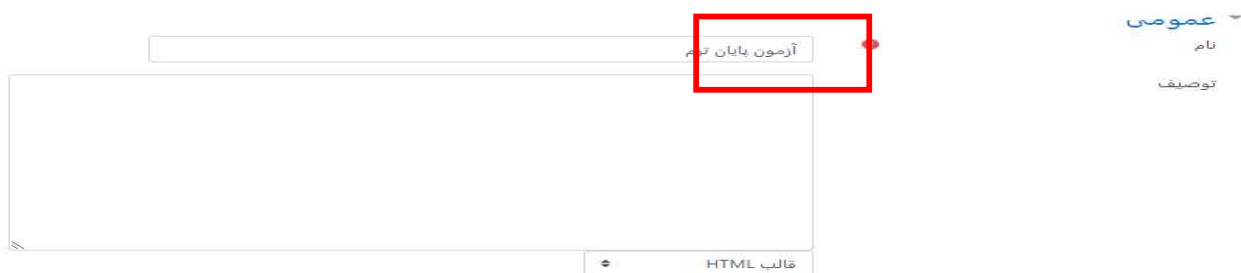 عمومی
نام
آزمون پایان ترم
توصیف
قالب HTML